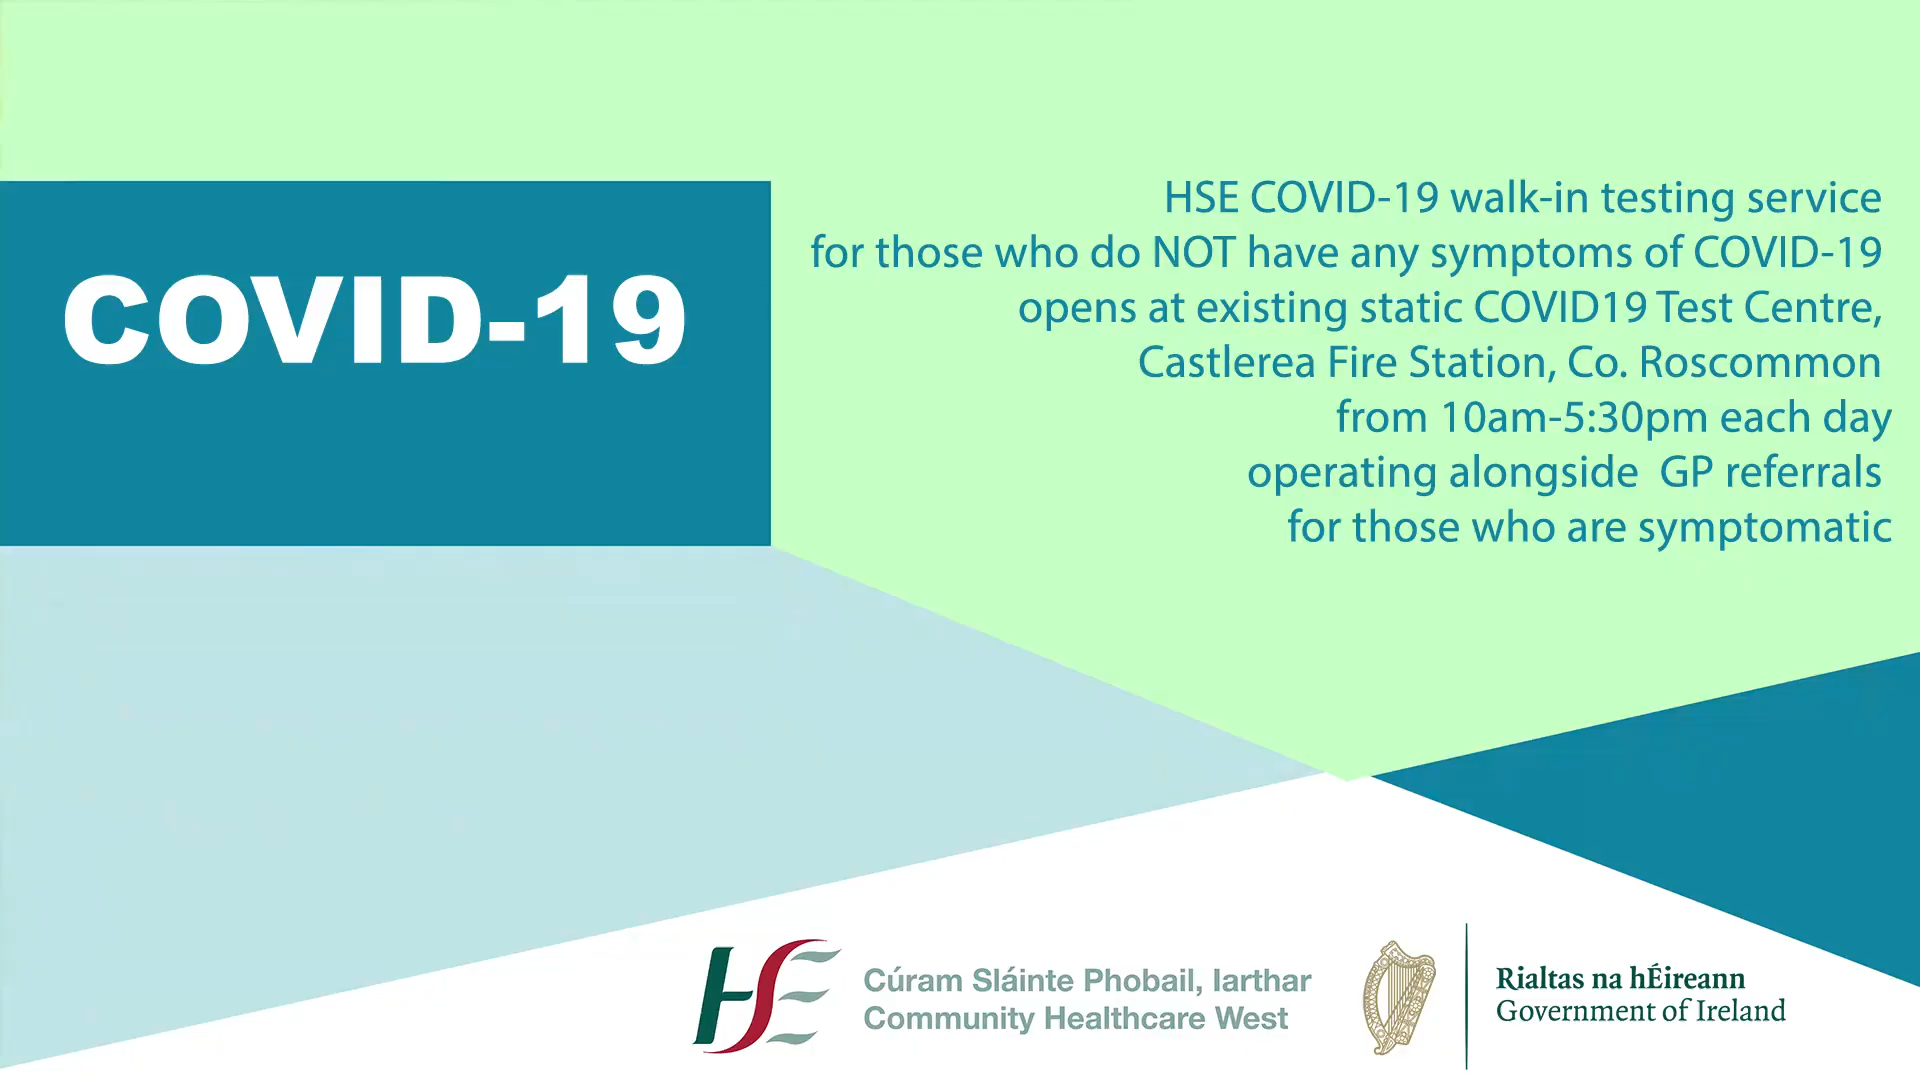 COVID-19
HSE COVID-19 walk-in testing service
for those who do NOT have any symptoms of COVID-19
opens at existing static COVID19 Test Centre,
Castlerea Fire Station, Co. Roscommon
from 10am-5:30pm each day
operating alongside  GP referrals
for those who are symptomatic
HSE
Cúram Sláinte Phobail, Iarthar
Community Healthcare West
Rialtas na hÉireann
Government of Ireland